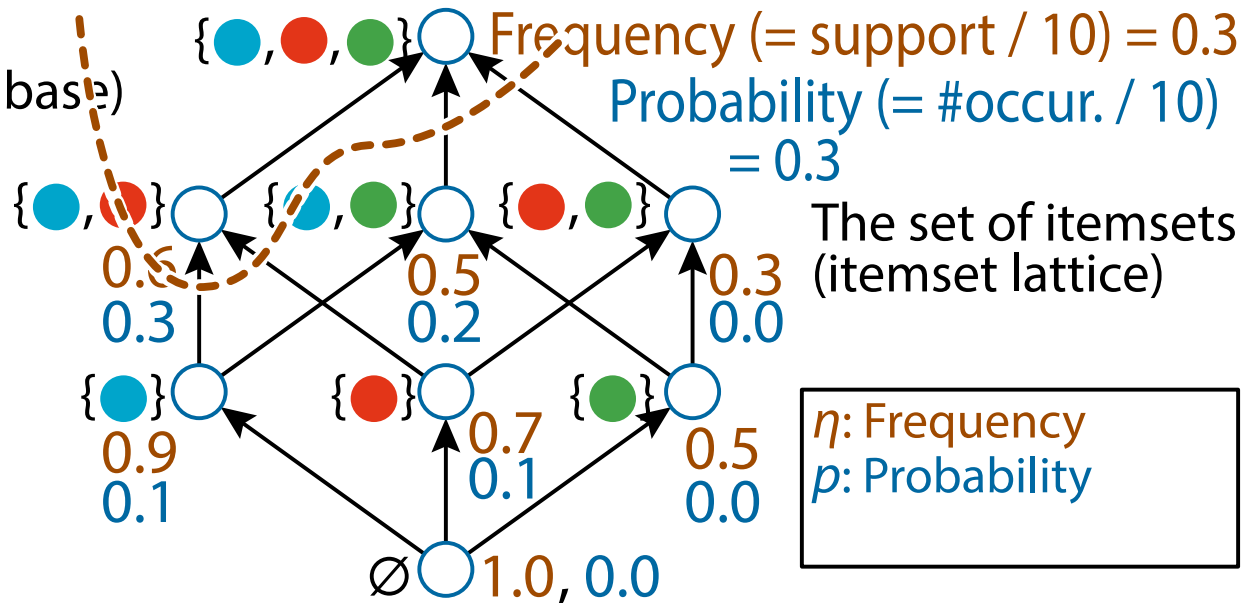 { , , } Frequency (= support / 10) = 0.3
base)
Probability (= #occur. / 10)
= 0.3
{ , } { , } { , }
The set of itemsets
(itemset lattice)
0.5 0.3
0.3 0.2 0.0
{ } { } { }
0.9 0.7 0.5
0.1 0.1 0.0
η: Frequency
p: Probability
∅ 1.0, 0.0